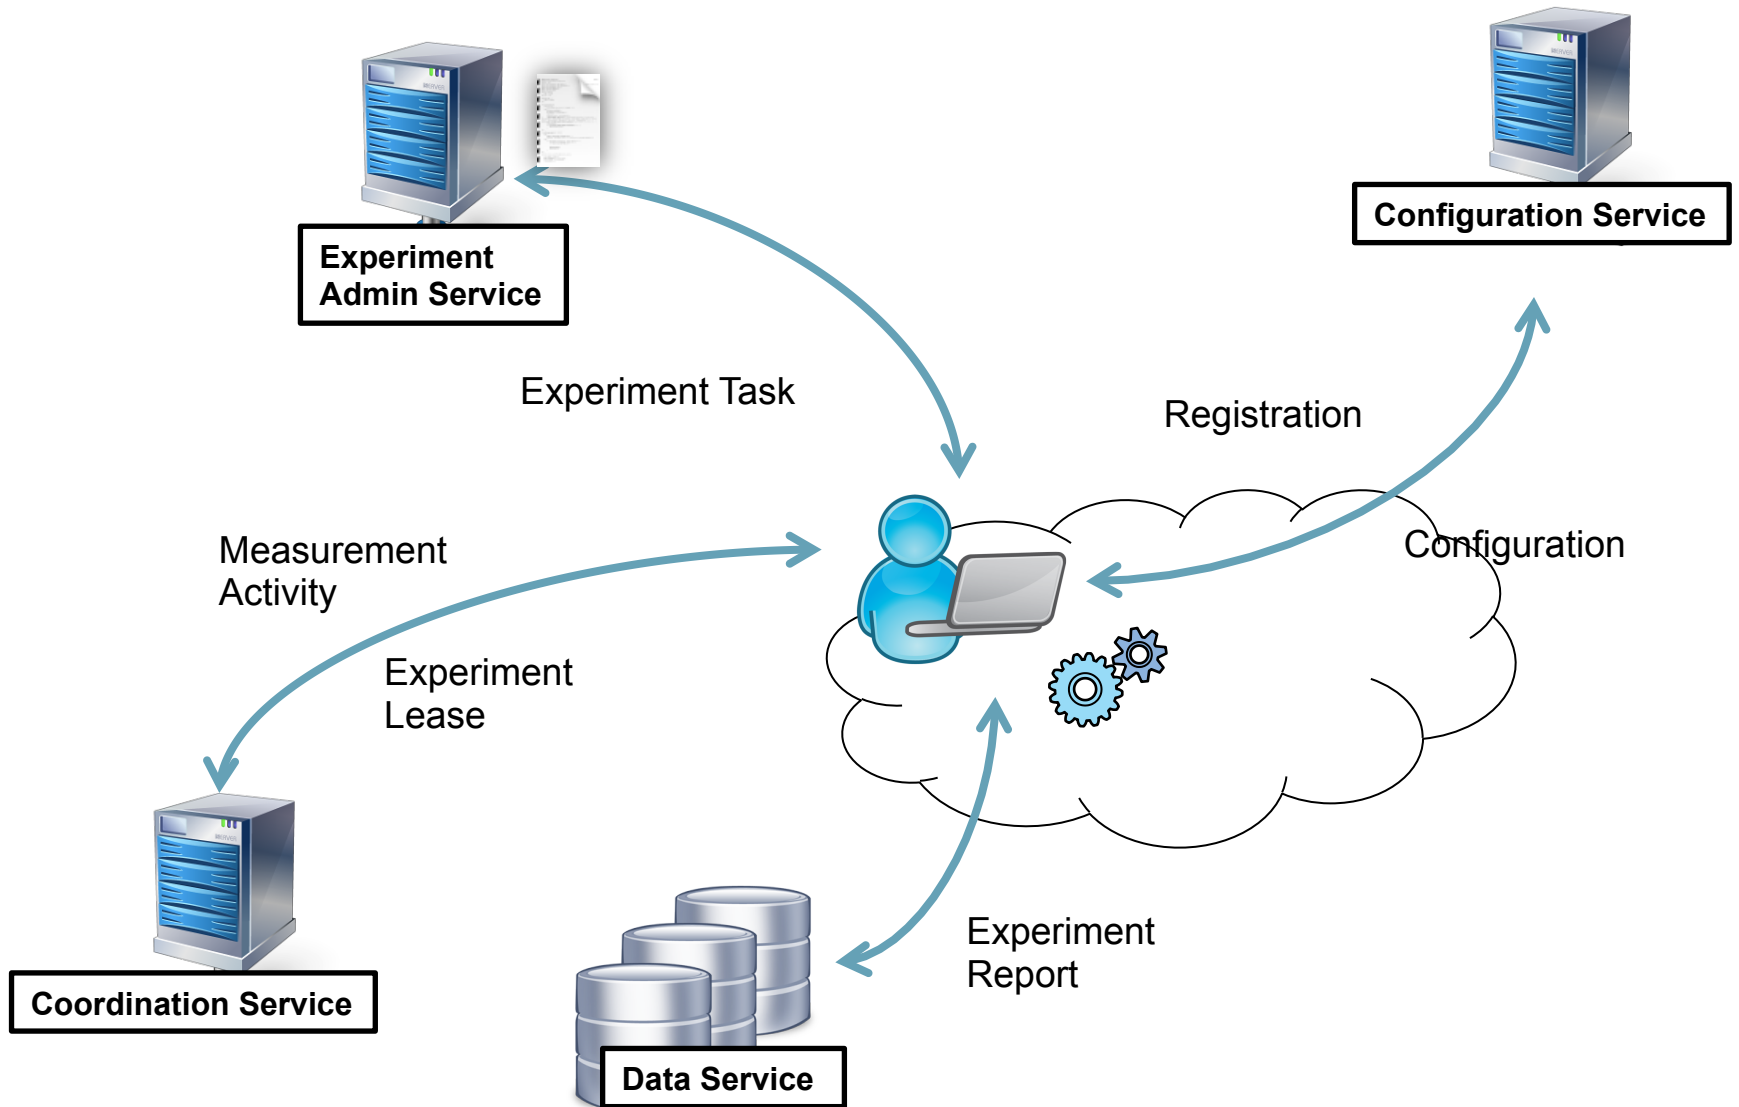 Configuration Service
Experiment
Admin Service
Experiment Task
Registration
Measurement
Activity
Configuration
Experiment
Lease
Experiment
Report
Coordination Service
Data Service